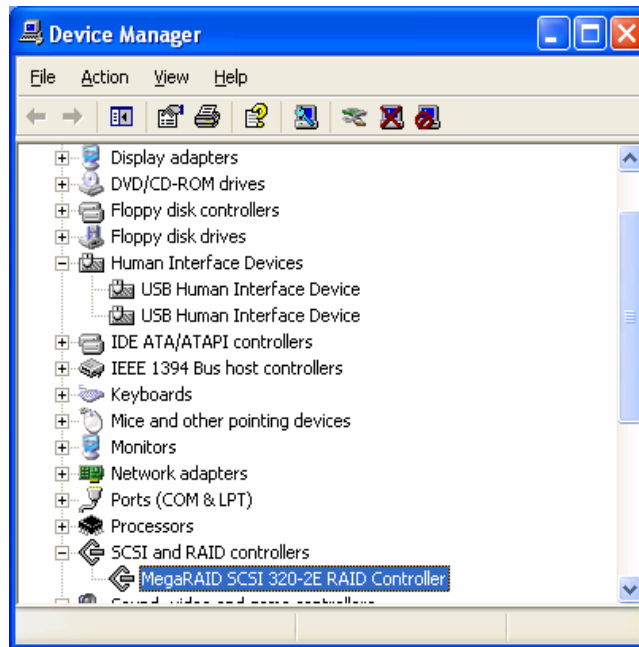 Device Manager
File Action View Help
Display adapters
DVD/CD-ROM drives
Floppy disk controllers
Floppy disk drives
Human Interface Devices
USB Human Interface Device
USB Human Interface Device
IDE ATA/ATAPI controllers
IEEE 1394 Bus host controllers
Keyboards
Mice and other pointing devices
Monitors
Network adapters
Ports (COM & LPT)
Processors
SCSI and RAID controllers
MegaRAID SCSI 320-2E RAID Controller